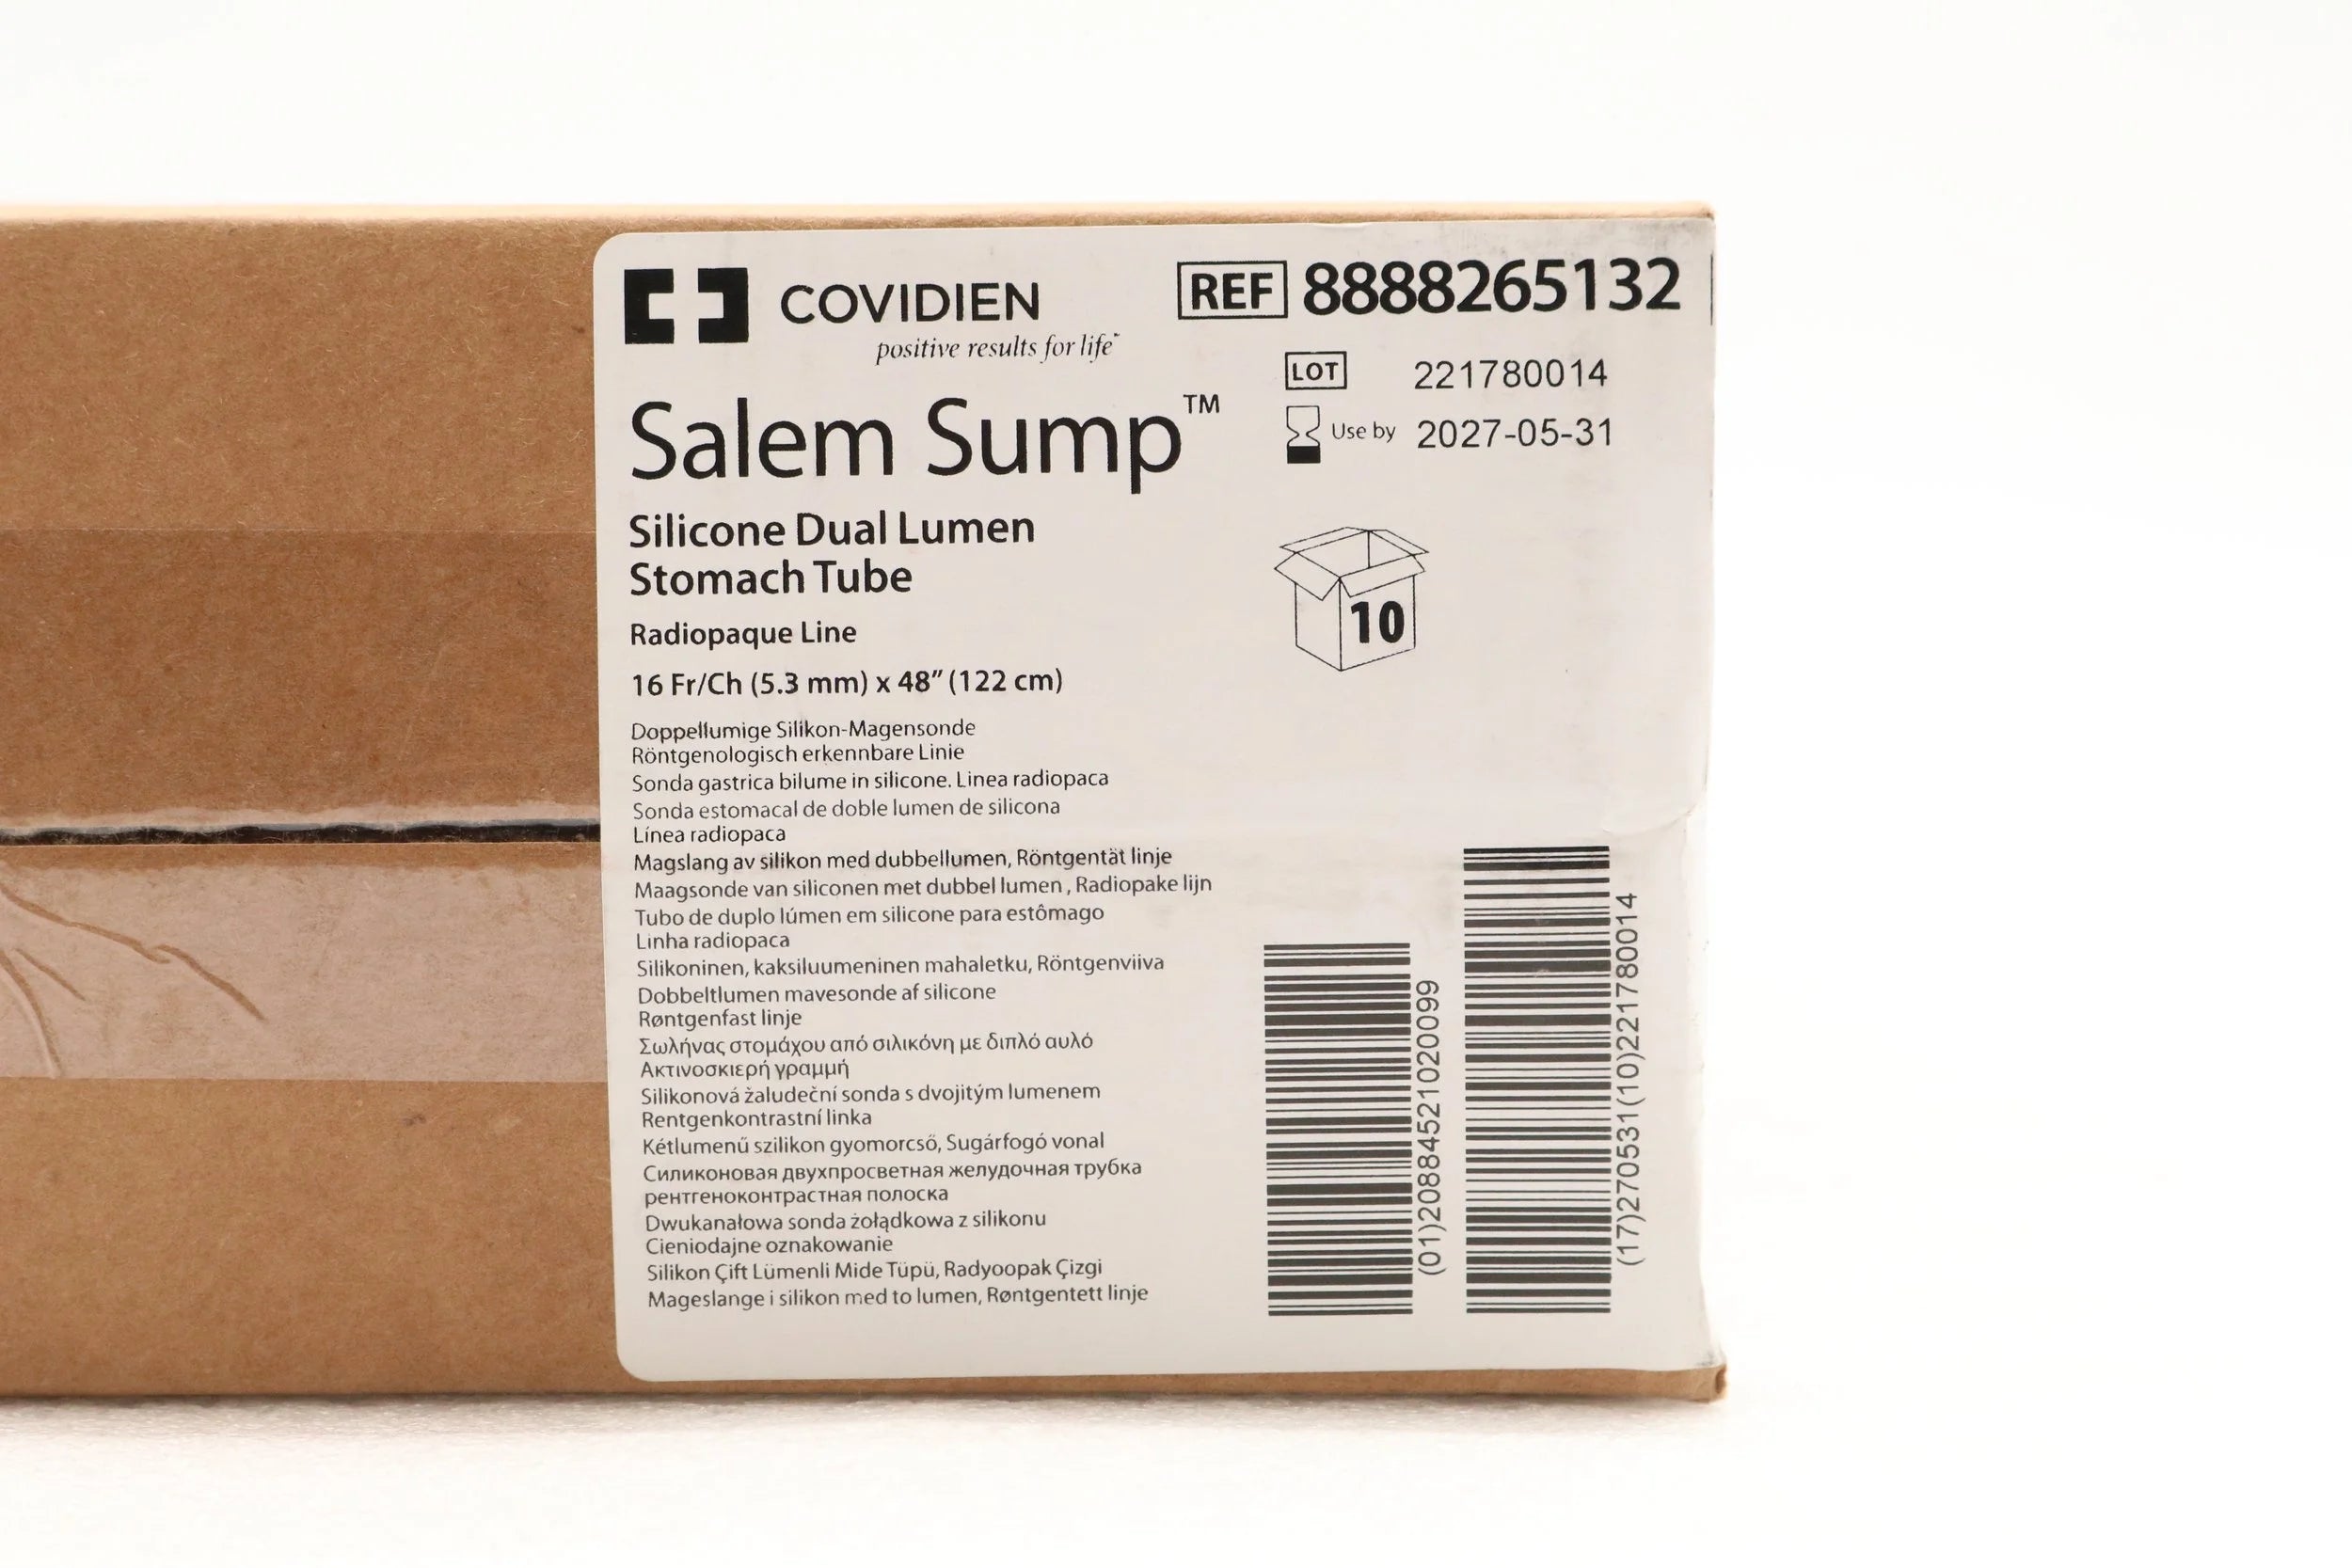 COVIDIEN
positive results for life™
REF 8888265132
LOT 221780014
Use by 2027-05-31
Salem Sump™
Silicone Dual Lumen
Stomach Tube
Radiopaque Line
16 Fr/Ch (5.3 mm) x 48" (122 cm)
10
Doppellumige Silikon-Magensonde
Röntgenologisch erkennbare Linie
Sonda gastrica bilume in silicone. Linea radiopaca
Sonda estomacal de doble lumen de silicona
Línea radiopaca
Magslang av silikon med dubbellumen, Röntgentät linje
Maagsonde van siliconen met dubbel lumen , Radiopake lijn
Tubo de duplo lúmen em silicone para estômago
Linha radiopaca
Silikoninen, kaksiluumeninen mahaletku, Röntgenviiva
Dobbeltlumen mavesonde af silicone
Røntgenfast linje
Σωλήνας στομάχου από σιλικόνη με διπλό αυλό
Ακτινοσκιερή γραμμή
Silikonová žaludeční sonda s dvojitým lumenem
Rentgenkontrastní linka
Kétlumenű szilikon gyomorcső, Sugárfogó vonal
Силиконовая двухпросветная желудочная трубка
рентгеноконтрастная полоска
Dwukanałowa sonda żołądkowa z silikonu
Cieniodajne oznakowanie
Silikon Çift Lümenli Mide Tüpü, Radyoopak Çizgi
Mageslange i silikon med to lumen, Røntgentett linje
(01)20884521020099
(17)270531(10)221780014